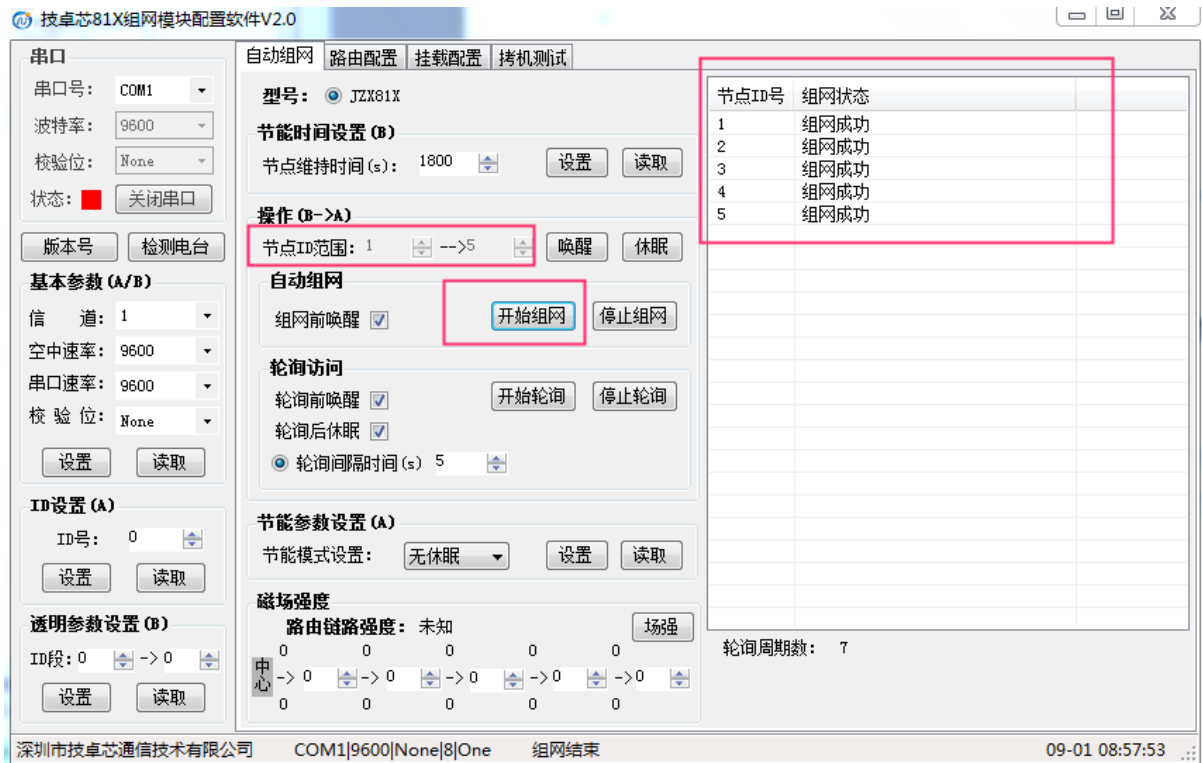 技卓芯81X组网模块配置软件V2.0
串口
串口号: COM1
波特率: 9600
校验位: None
状态: 关闭串口
版本号 检测电台
基本参数(A/B)
信 道: 1
空中速率: 9600
串口速率: 9600
校 验 位: None
设置 读取
ID设置(A)
ID号: 0
设置 读取
透明参数设置(B)
ID段: 0 -> 0
设置 读取
自动组网 路由配置 挂载配置 拷机测试
型号: JZX81X
节能时间设置(B)
节点维持时间(s): 1800 设置 读取
操作(B->A)
节点ID范围: 1 -->5 唤醒 休眠
自动组网
组网前唤醒 开始组网 停止组网
轮询访问
轮询前唤醒 开始轮询 停止轮询
轮询后休眠
轮询间隔时间(s) 5
节能参数设置(A)
节能模式设置: 无休眠 设置 读取
磁场强度
路由链路强度: 未知 场强
0 0 0 0 0
中心 -> 0 -> 0 -> 0 -> 0 ->0
0 0 0 0 0
节点ID号 组网状态
1 组网成功
2 组网成功
3 组网成功
4 组网成功
5 组网成功
轮询周期数: 7
深圳市技卓芯通信技术有限公司 COM1|9600|None|8|One 组网结束 09-01 08:57:53